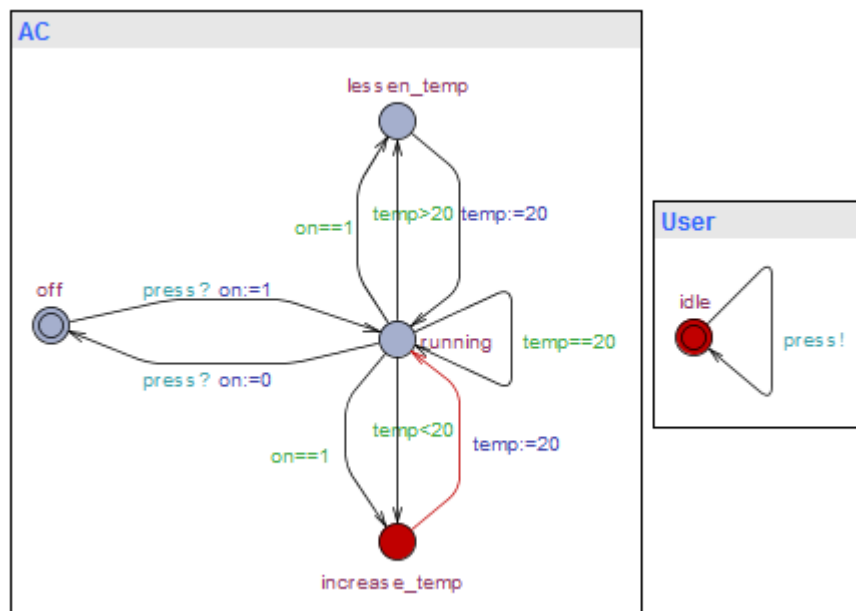 AC
lessen_temp
on==1
temp>20
temp:=20
off
press? on:=1
running
temp==20
press? on:=0
on==1
temp<20
temp:=20
increase_temp
User
idle
press!